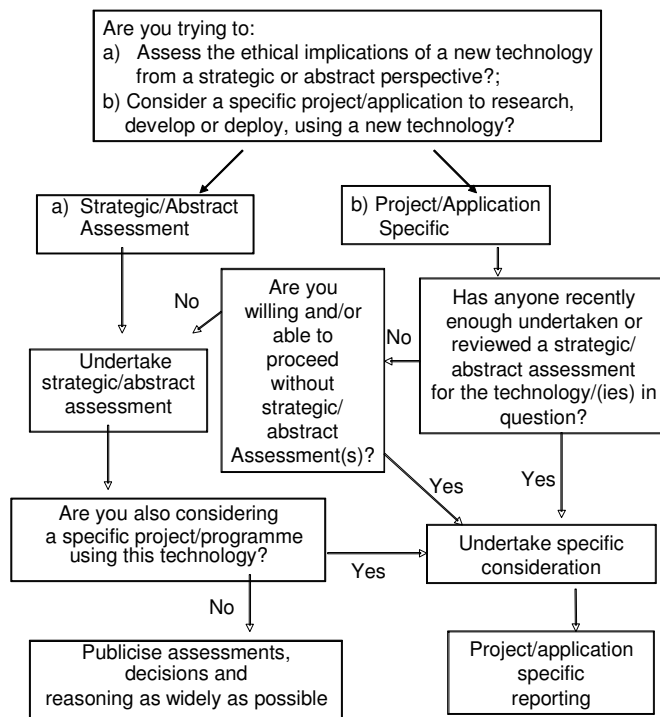 Are you trying to:
a) Assess the ethical implications of a new technology
from a strategic or abstract perspective?;
b) Consider a specific project/application to research,
develop or deploy, using a new technology?
a) Strategic/Abstract
Assessment
b) Project/Application
Specific
No
Are you
willing and/or
able to
proceed
without
strategic/
abstract
Assessment(s)?
No
Has anyone recently
enough undertaken or
reviewed a strategic/
abstract assessment
for the technology/(ies) in
question?
Undertake
strategic/abstract
assessment
Yes
Yes
Are you also considering
a specific project/programme
using this technology?
Yes
Undertake specific
consideration
No
Publicise assessments,
decisions and
reasoning as widely as possible
Project/application
specific
reporting